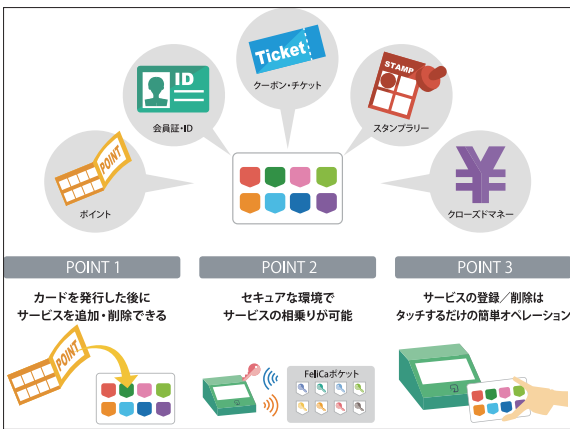 Ticket
クーポン・チケット
ID
会員証・ID
STAMP
スタンプラリー
POINT
ポイント
クローズドマネー
POINT 1
カードを発行した後に
サービスを追加・削除できる
POINT
POINT 2
セキュアな環境で
サービスの相乗りが可能
FeliCaポケット
POINT 3
サービスの登録／削除は
タッチするだけの簡単オペレーション